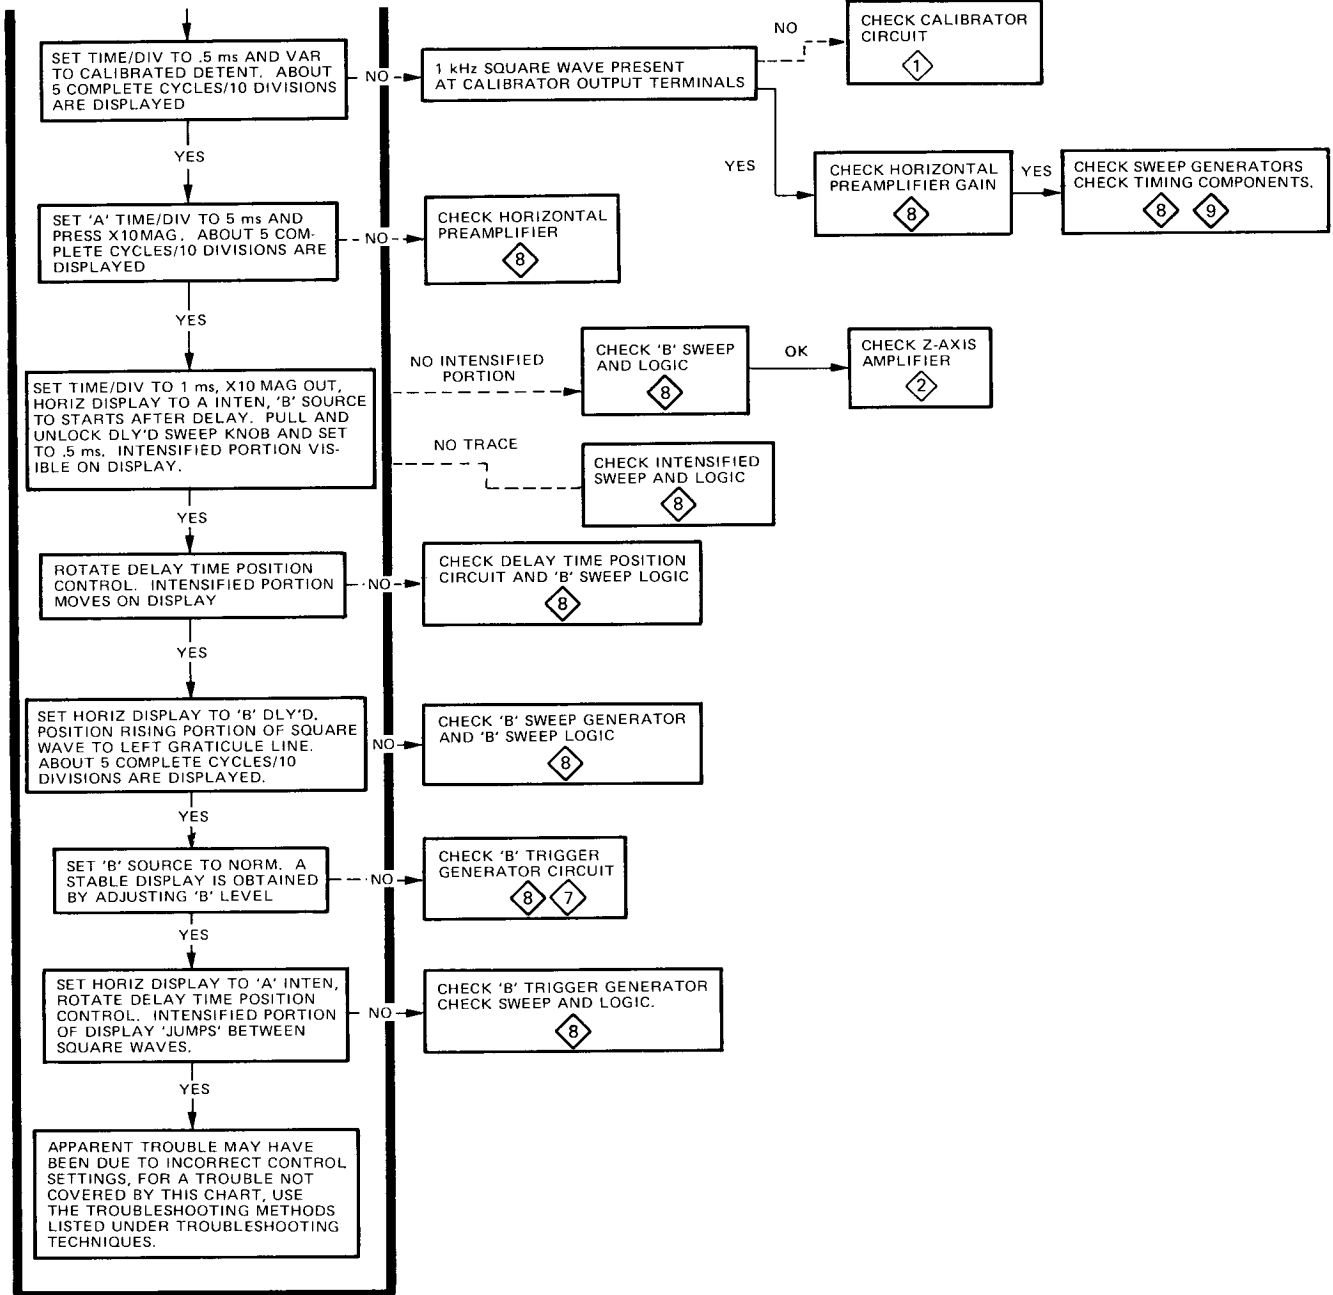 SET TIME/DIV TO .5 ms AND VAR
TO CALIBRATED DETENT. ABOUT
5 COMPLETE CYCLES/10 DIVISIONS
ARE DISPLAYED
NO
1 kHz SQUARE WAVE PRESENT
AT CALIBRATOR OUTPUT TERMINALS
NO
CHECK CALIBRATOR
CIRCUIT
1
YES
CHECK HORIZONTAL
PREAMPLIFIER GAIN
8
YES
CHECK SWEEP GENERATORS
CHECK TIMING COMPONENTS.
8 9
YES
SET 'A' TIME/DIV TO 5 ms AND
PRESS X10MAG. ABOUT 5 COM-
PLETE CYCLES/10 DIVISIONS ARE
DISPLAYED
NO
CHECK HORIZONTAL
PREAMPLIFIER
8
YES
SET TIME/DIV TO 1 ms, X10 MAG OUT,
HORIZ DISPLAY TO A INTEN, 'B' SOURCE
TO STARTS AFTER DELAY. PULL AND
UNLOCK DLY'D SWEEP KNOB AND SET
TO .5 ms. INTENSIFIED PORTION VIS-
IBLE ON DISPLAY.
NO INTENSIFIED
PORTION
CHECK 'B' SWEEP
AND LOGIC
8
OK
CHECK Z-AXIS
AMPLIFIER
2
NO TRACE
CHECK INTENSIFIED
SWEEP AND LOGIC
8
YES
ROTATE DELAY TIME POSITION
CONTROL. INTENSIFIED PORTION
MOVES ON DISPLAY
NO
CHECK DELAY TIME POSITION
CIRCUIT AND 'B' SWEEP LOGIC
8
YES
SET HORIZ DISPLAY TO 'B' DLY'D.
POSITION RISING PORTION OF SQUARE
WAVE TO LEFT GRATICULE LINE.
ABOUT 5 COMPLETE CYCLES/10
DIVISIONS ARE DISPLAYED.
NO
CHECK 'B' SWEEP GENERATOR
AND 'B' SWEEP LOGIC
8
YES
SET 'B' SOURCE TO NORM. A
STABLE DISPLAY IS OBTAINED
BY ADJUSTING 'B' LEVEL
NO
CHECK 'B' TRIGGER
GENERATOR CIRCUIT
8 7
YES
SET HORIZ DISPLAY TO 'A' INTEN,
ROTATE DELAY TIME POSITION
CONTROL. INTENSIFIED PORTION
OF DISPLAY 'JUMPS' BETWEEN
SQUARE WAVES.
NO
CHECK 'B' TRIGGER GENERATOR
CHECK SWEEP AND LOGIC.
8
YES
APPARENT TROUBLE MAY HAVE
BEEN DUE TO INCORRECT CONTROL
SETTINGS, FOR A TROUBLE NOT
COVERED BY THIS CHART, USE
THE TROUBLESHOOTING METHODS
LISTED UNDER TROUBLESHOOTING
TECHNIQUES.